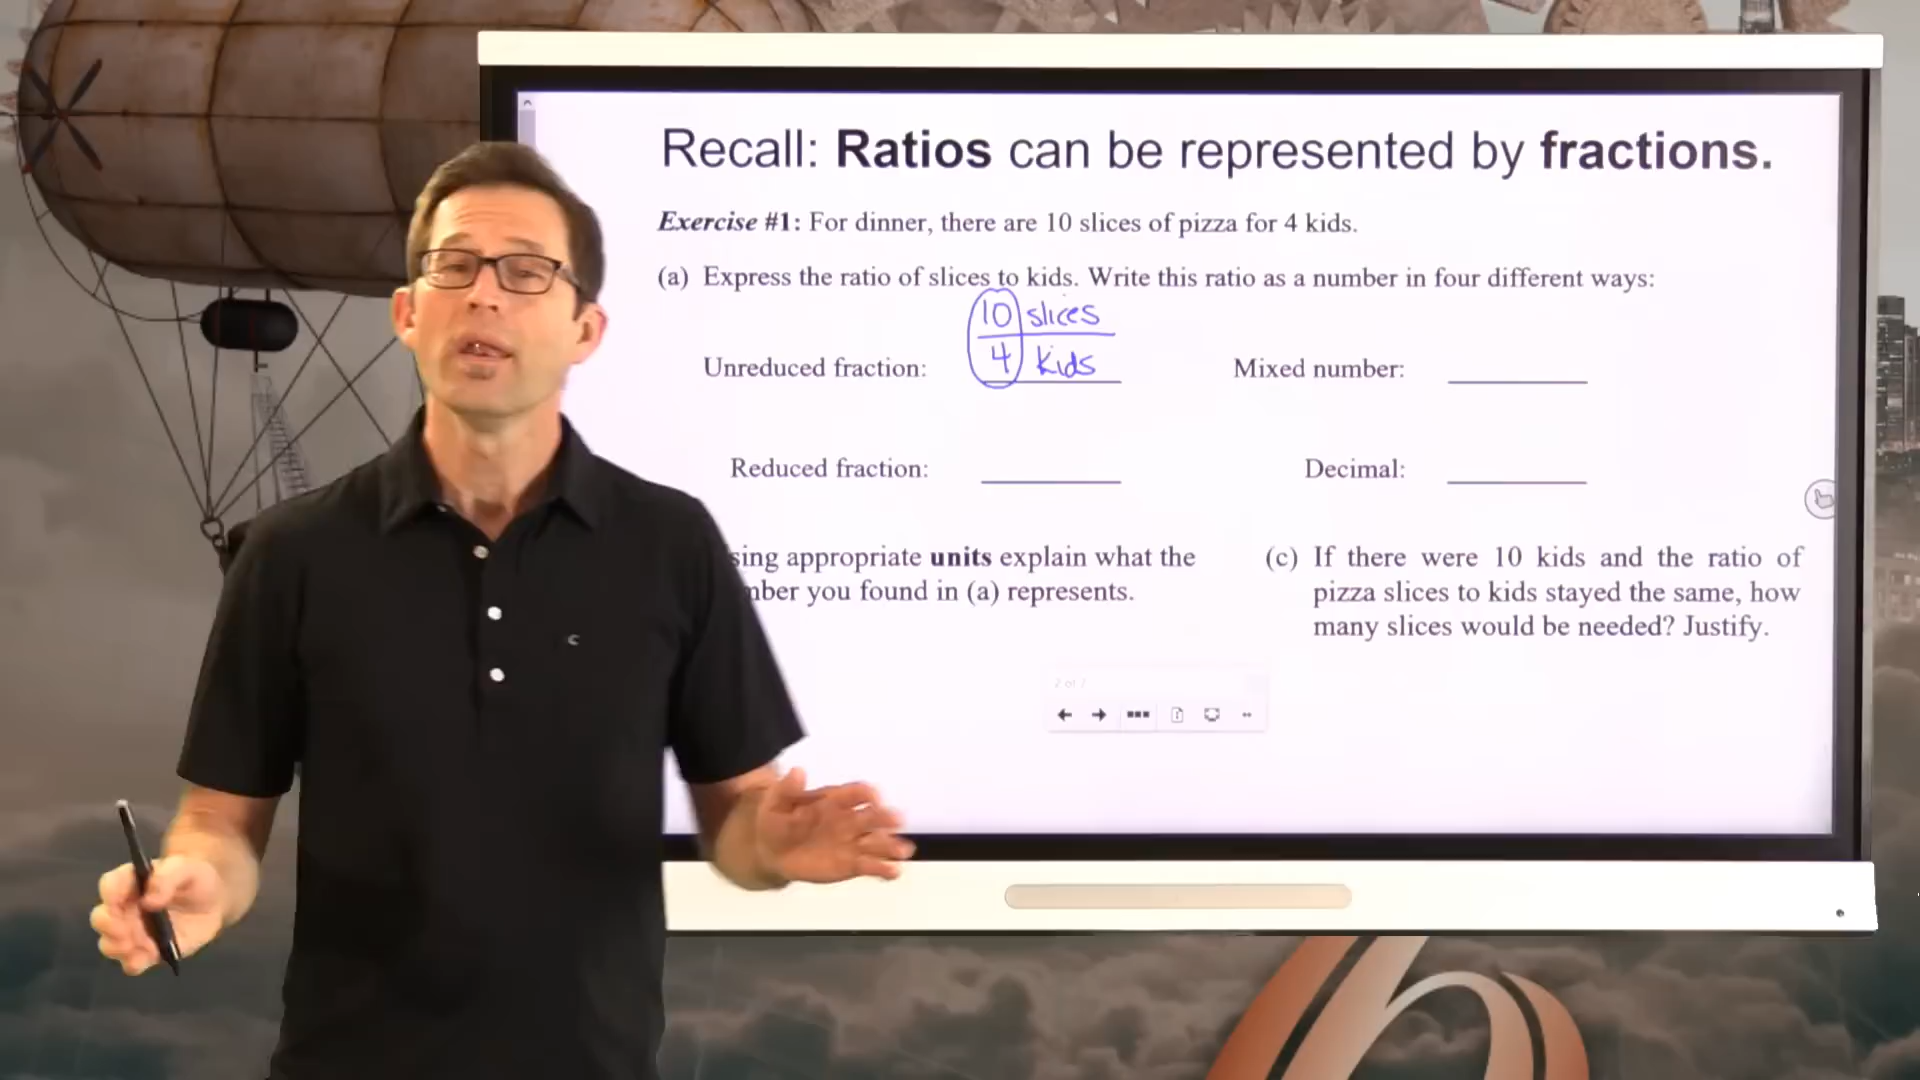 Recall: Ratios can be represented by fractions.
Exercise #1: For dinner, there are 10 slices of pizza for 4 kids.
(a) Express the ratio of slices to kids. Write this ratio as a number in four different ways:
10 slices
Unreduced fraction: 4 kids
Mixed number:
Reduced fraction:
Decimal:
sing appropriate units explain what the
ber you found in (a) represents.
(c) If there were 10 kids and the ratio of
pizza slices to kids stayed the same, how
many slices would be needed? Justify.
2 of 7